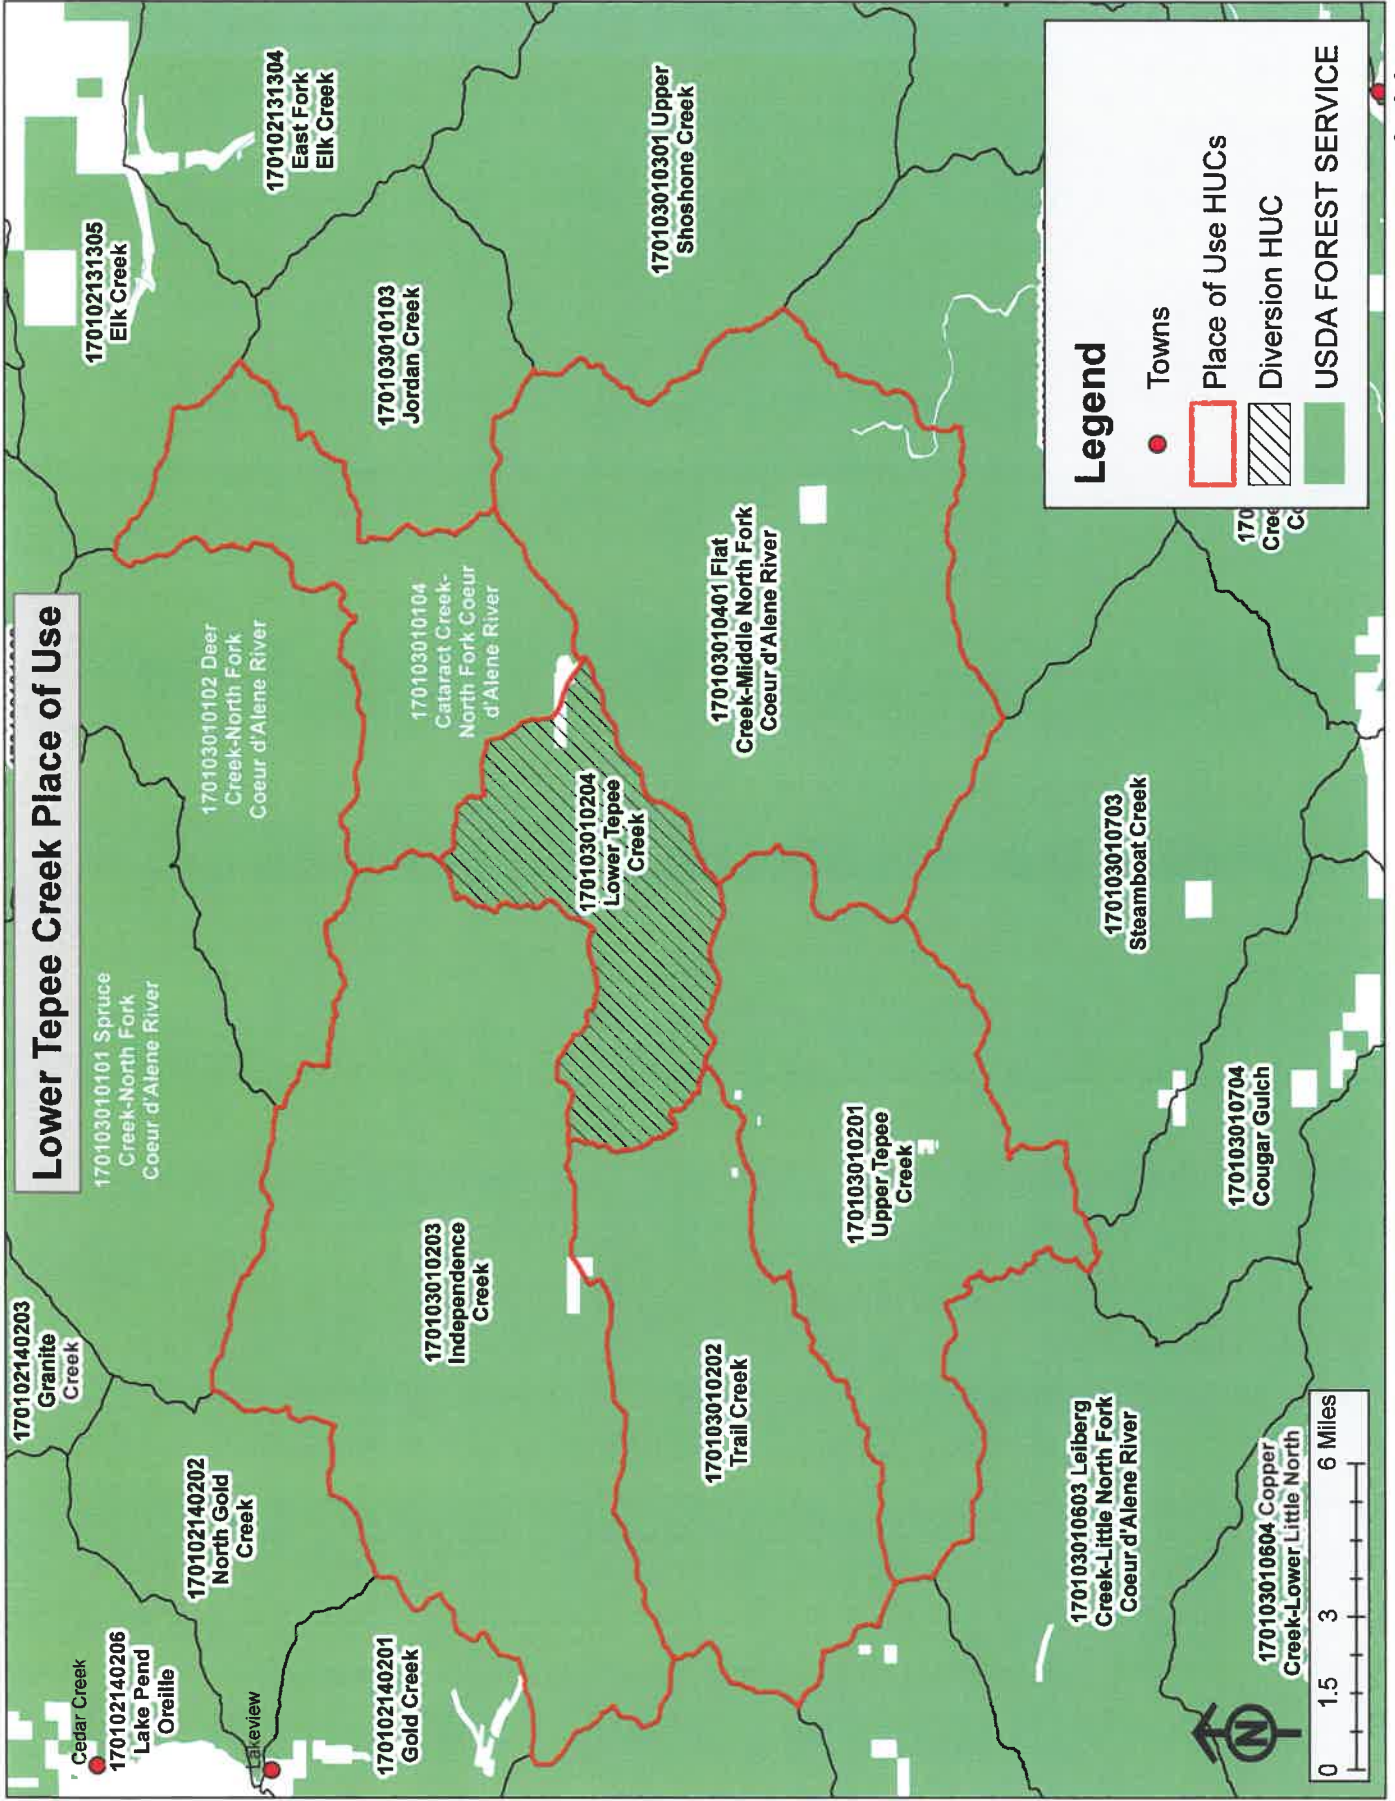 Lower Tepee Creek Place of Use
170102140203
Granite
Creek
170103010101 Spruce
Creek-North Fork
Coeur d'Alene River
170102131305
Elk Creek
170102131304
East Fork
Elk Creek
Cedar Creek
170102140206
Lake Pend
Oreille
170102140202
North Gold
Creek
170103010102 Deer
Creek-North Fork
Coeur d'Alene River
Lakeview
170102140201
Gold Creek
170103010203
Independence
Creek
170103010104
Cataract Creek-
North Fork Coeur
d'Alene River
170103010103
Jordan Creek
170103010204
Lower Tepee
Creek
170103010301 Upper
Shoshone Creek
170103010202
Trail Creek
170103010401 Flat
Creek-Middle North Fork
Coeur d'Alene River
170103010201
Upper Tepee
Creek
170103010603 Leiberg
Creek-Little North Fork
Coeur d'Alene River
170103010703
Steamboat Creek
170103010704
Cougar Gulch
170103010604 Copper
Creek-Lower Little North
170
Cree
Co
N
0 1.5 3 6 Miles
Legend
Towns
Place of Use HUCs
Diversion HUC
USDA FOREST SERVICE